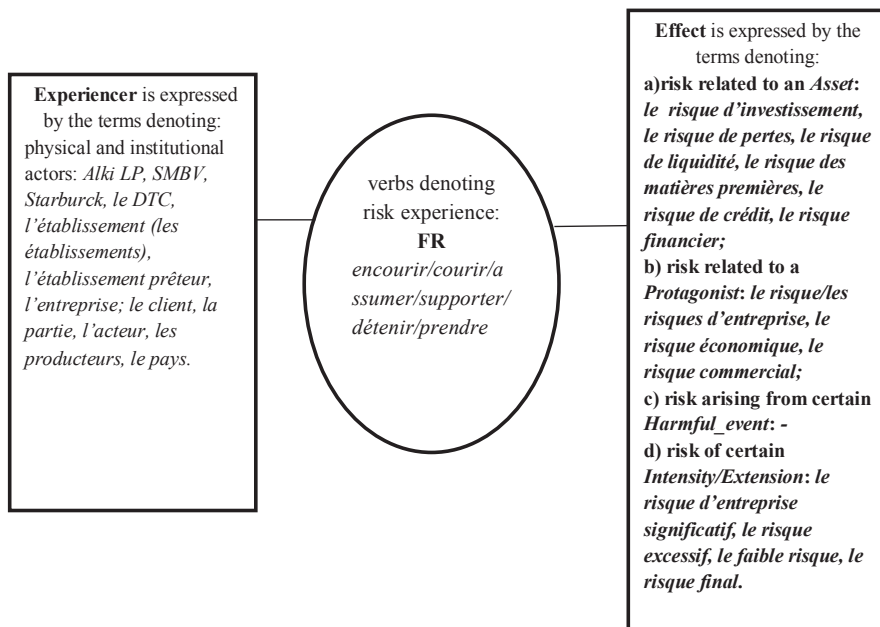 Experiencer is expressed
by the terms denoting:
physical and institutional
actors: Alki LP, SMBV,
Starburck, le DTC,
l’établissement (les
établissements),
l’établissement prêteur,
l’entreprise; le client, la
partie, l’acteur, les
producteurs, le pays.
verbs denoting
risk experience:
FR
encourir/courir/a
ssumer/supporter/
détenir/prendre
Effect is expressed by the
terms denoting:
a)risk related to an Asset:
le risque d’investissement,
le risque de pertes, le risque
de liquidité, le risque des
matières premières, le
risque de crédit, le risque
financier;
b) risk related to a
Protagonist: le risque/les
risques d’entreprise, le
risque économique, le
risque commercial;
c) risk arising from certain
Harmful_event: -
d) risk of certain
Intensity/Extension: le
risque d’entreprise
significatif, le risque
excessif, le faible risque, le
risque final.